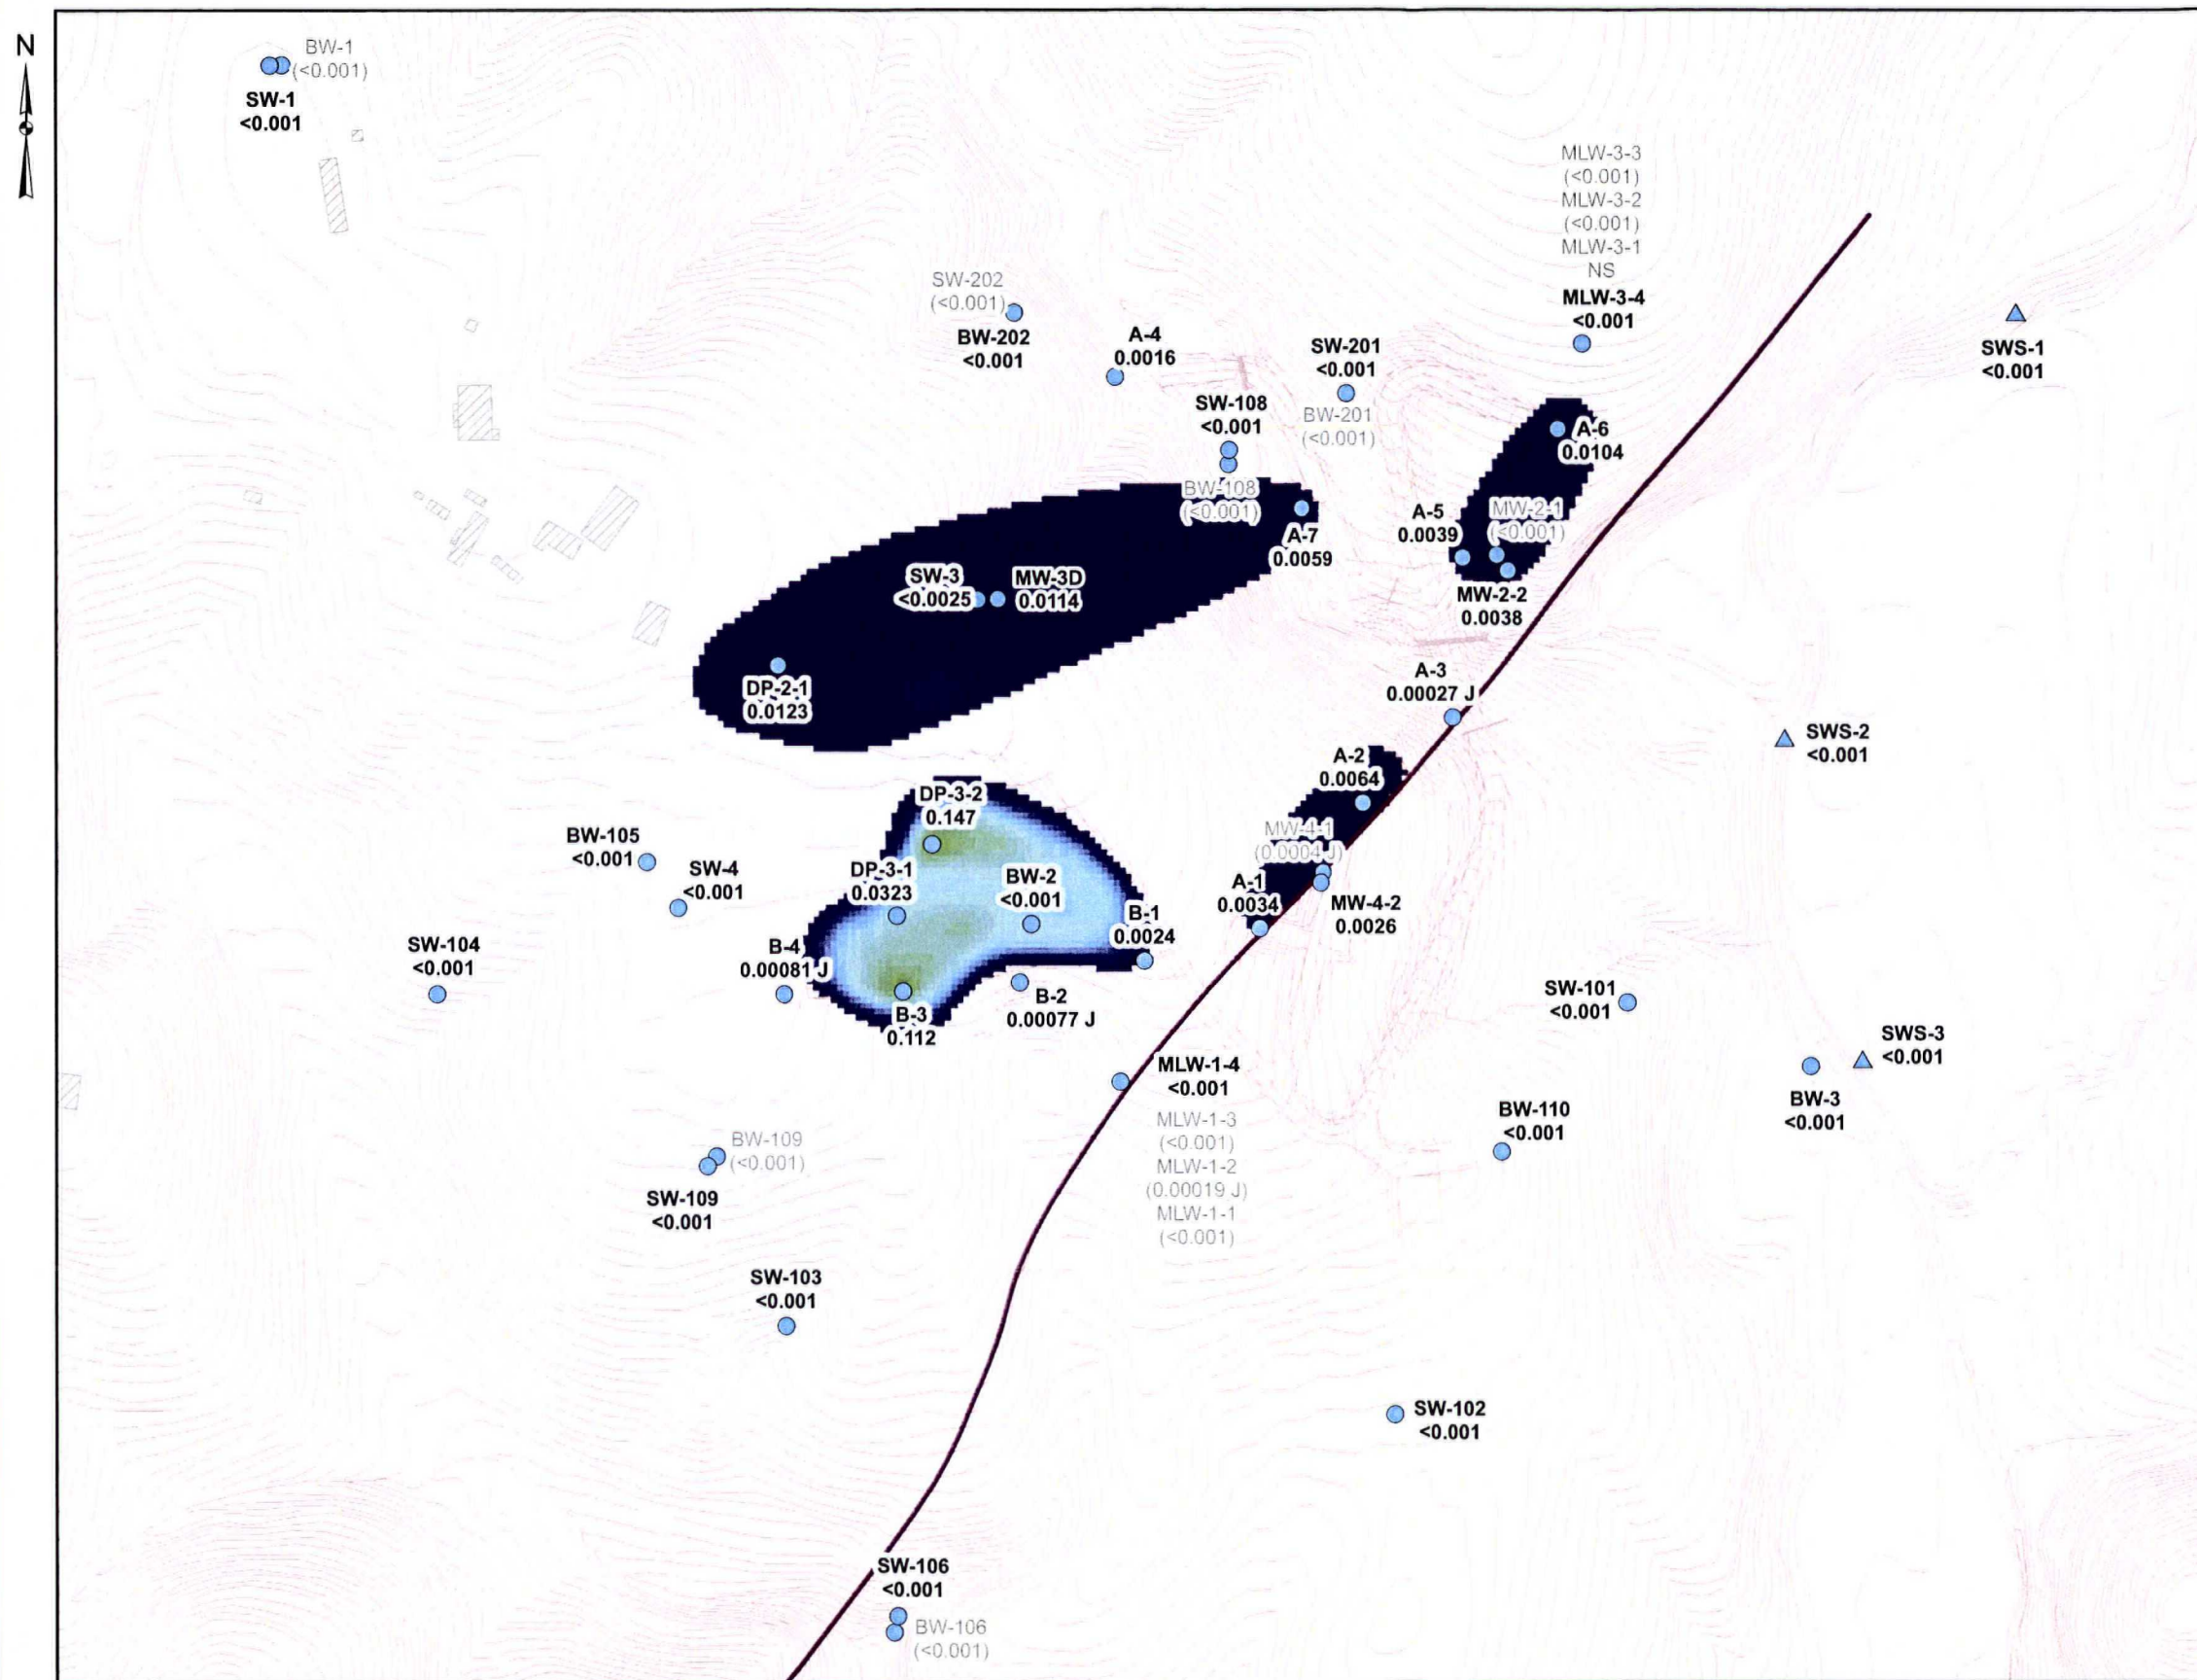 N
BW-1
(<0.001)
SW-1
<0.001
MLW-3-3
(<0.001)
MLW-3-2
(<0.001)
MLW-3-1
NS
MLW-3-4
<0.001
SW-202
(<0.001)
BW-202
<0.001
A-4
0.0016
SW-201
<0.001
BW-201
(<0.001)
SWS-1
<0.001
SW-108
<0.001
BW-108
(<0.001)
A-6
0.0104
A-5
0.0039
MW-2-1
(<0.001)
A-7
0.0059
SW-3
<0.0025
MW-3D
0.0114
MW-2-2
0.0038
DP-2-1
0.0123
A-3
0.00027 J
SWS-2
<0.001
A-2
0.0064
DP-3-2
0.147
MW-4-1
(0.0004 J)
BW-105
<0.001
SW-4
<0.001
DP-3-1
0.0323
BW-2
<0.001
A-1
0.0034
MW-4-2
0.0026
B-1
0.0024
SW-104
<0.001
B-4
0.00081 J
B-2
0.00077 J
B-3
0.112
SW-101
<0.001
SWS-3
<0.001
MLW-1-4
<0.001
MLW-1-3
(<0.001)
MLW-1-2
(0.00019 J)
MLW-1-1
(<0.001)
BW-3
<0.001
BW-110
<0.001
BW-109
(<0.001)
SW-109
<0.001
SW-103
<0.001
SW-102
<0.001
SW-106
<0.001
BW-106
(<0.001)